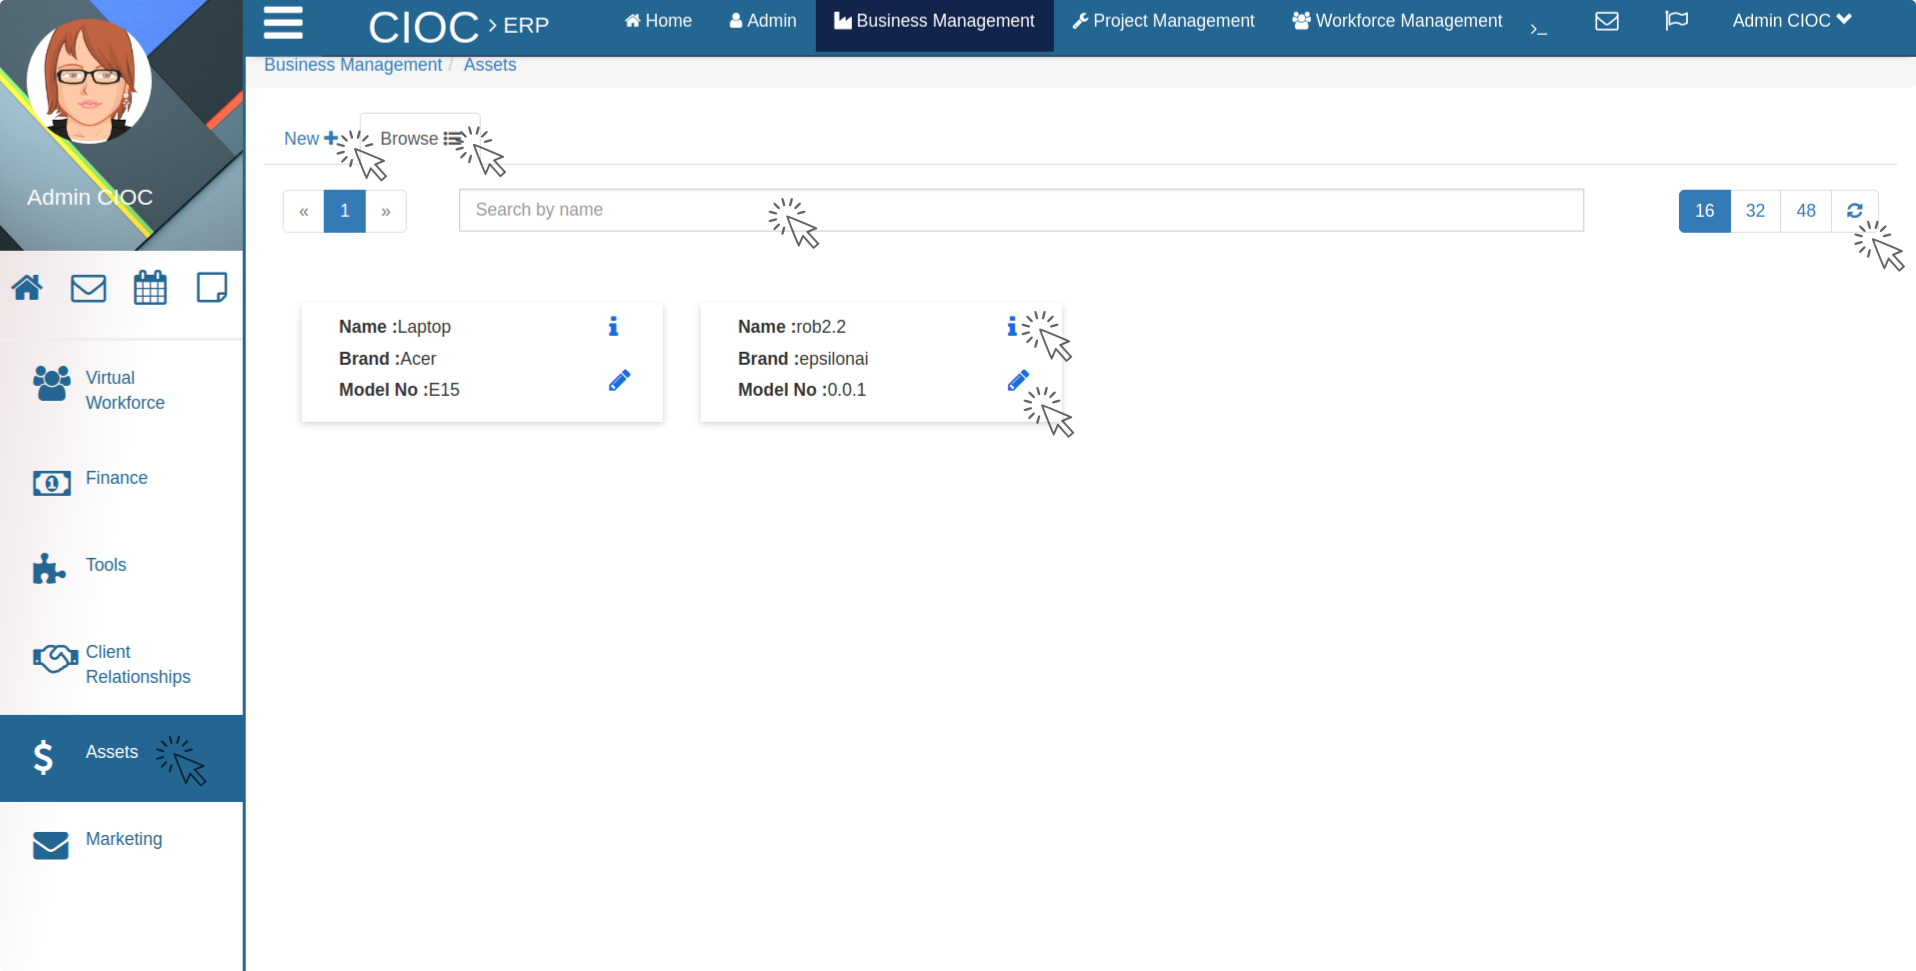 CIOC > ERP
Home
Admin
Business Management
Project Management
Workforce Management
>_
Admin CIOC
Business Management / Assets
New
Browse
« 1 »
Search by name
16 32 48
Admin CIOC
Name :Laptop
Brand :Acer
Model No :E15
Name :rob2.2
Brand :epsilonai
Model No :0.0.1
Virtual
Workforce
Finance
Tools
Client
Relationships
Assets
Marketing